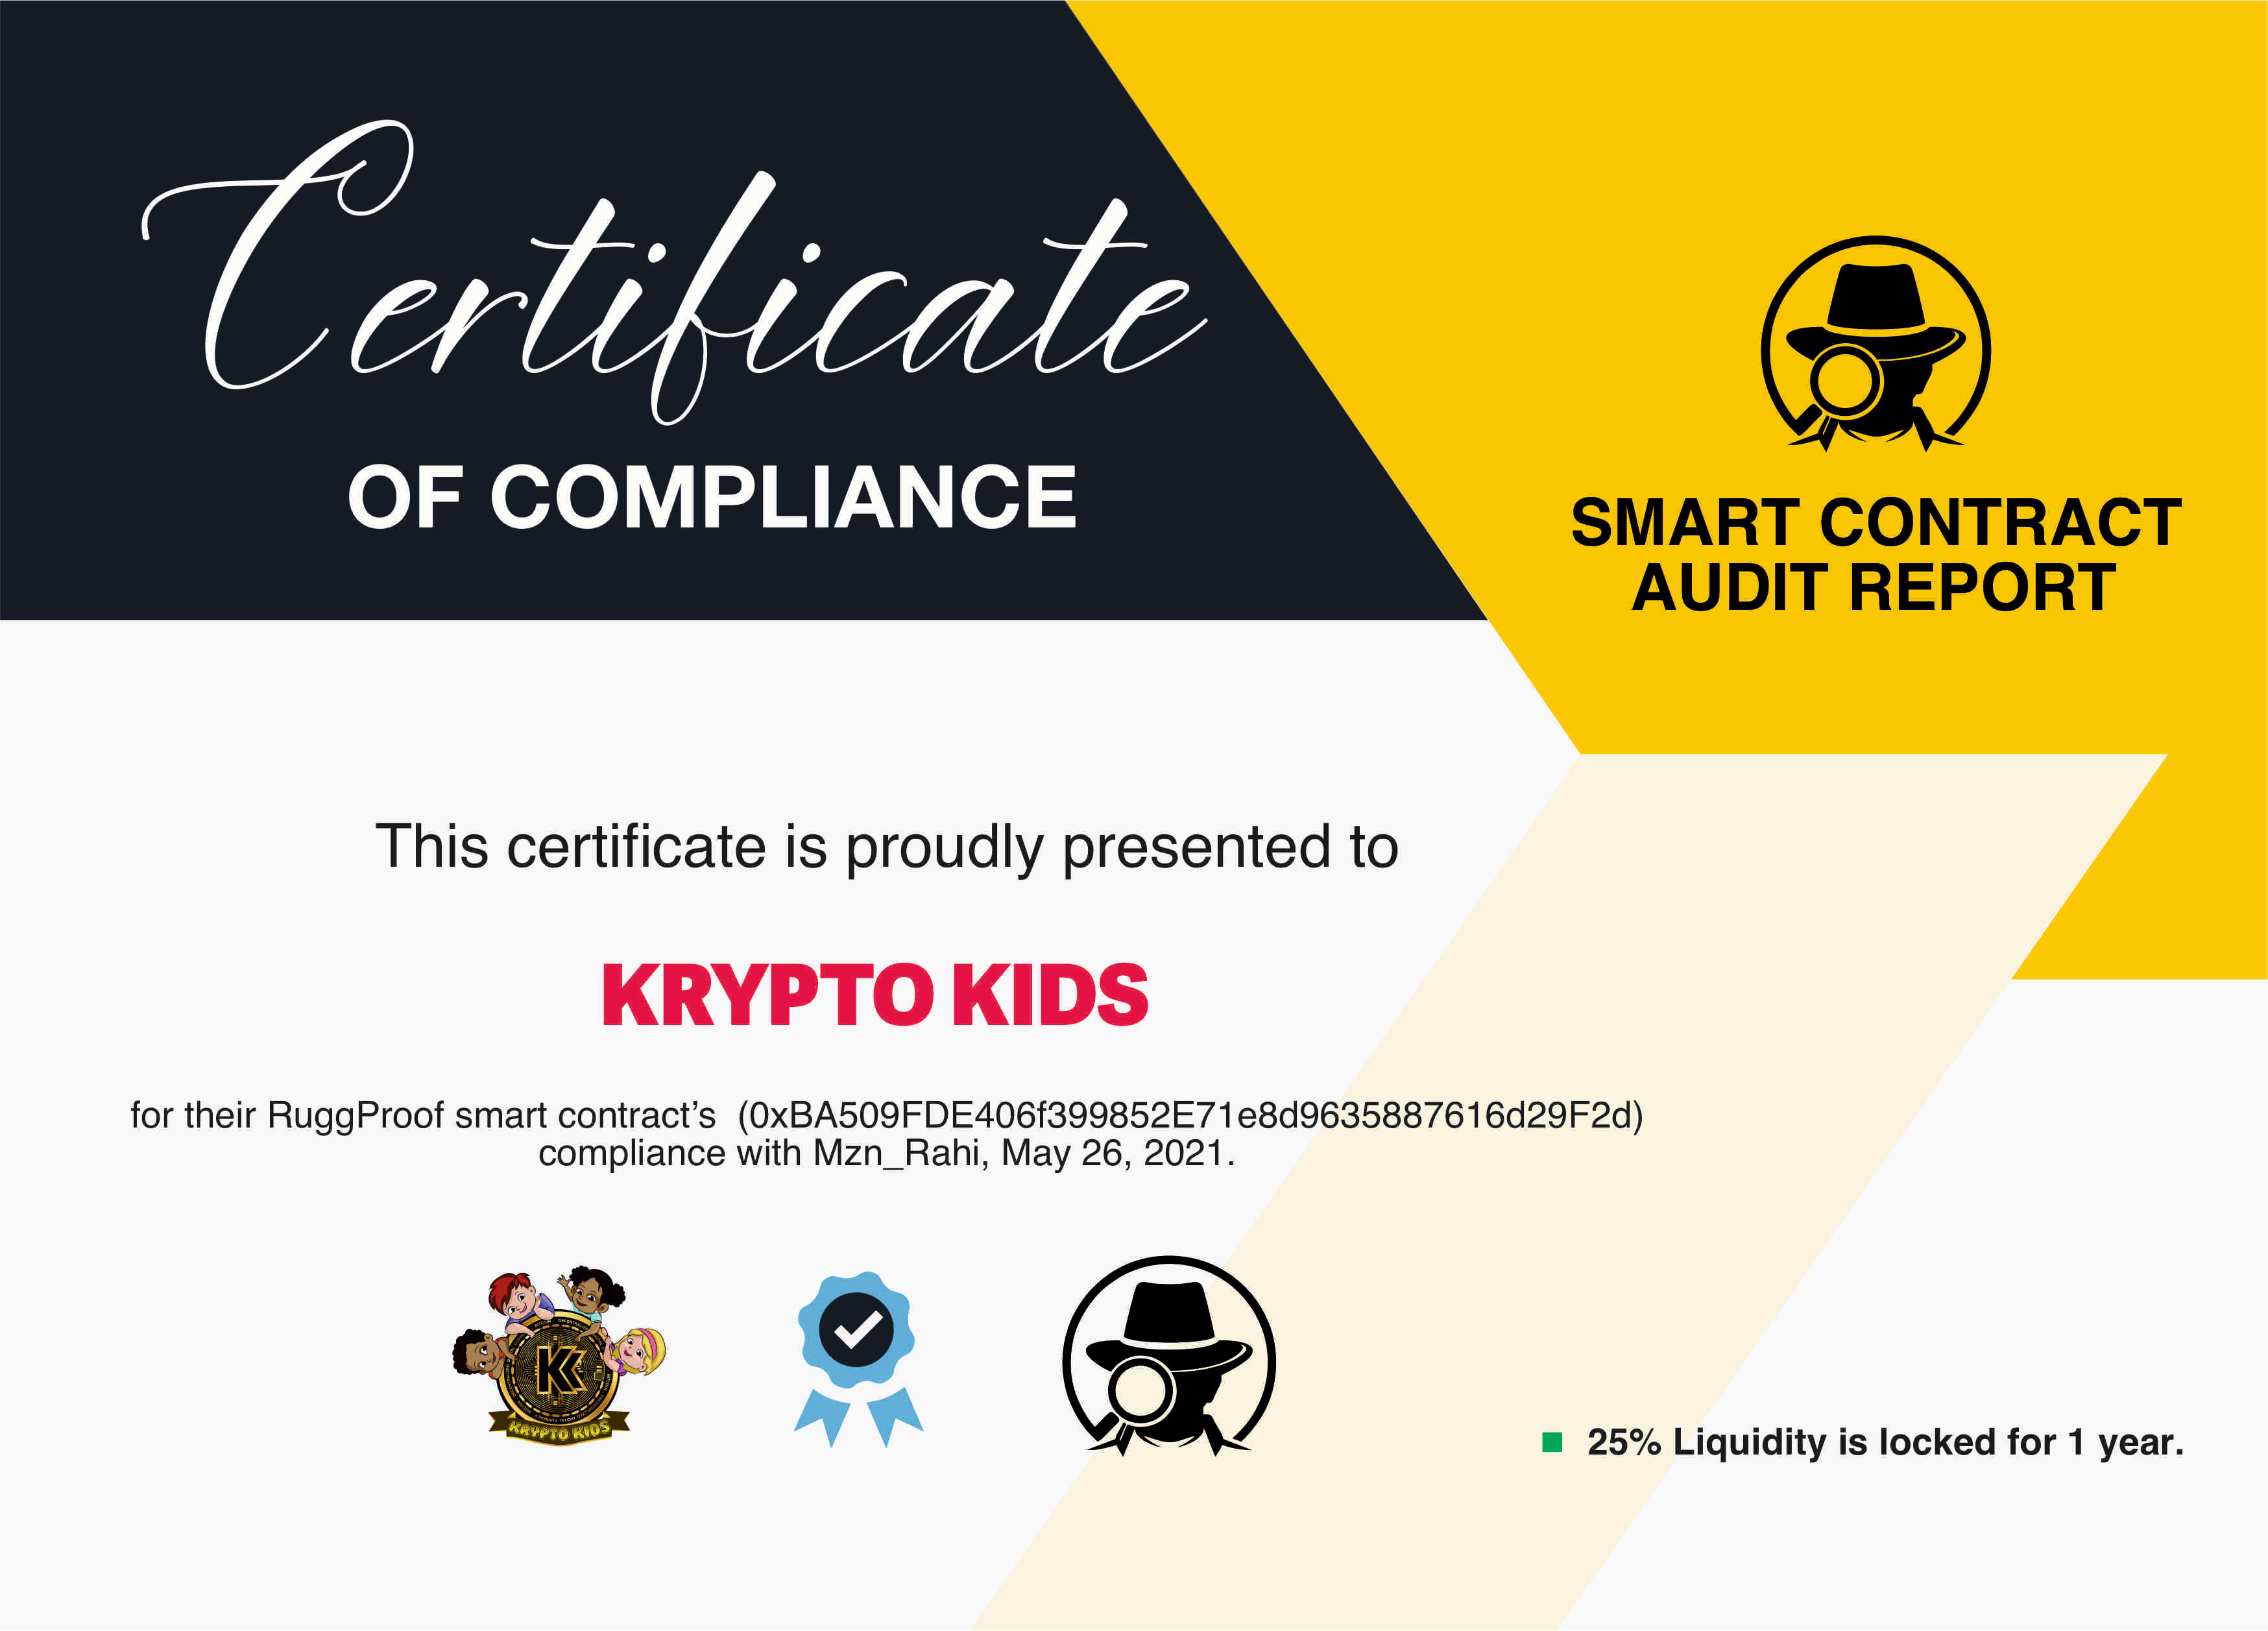 Certificate
OF COMPLIANCE
SMART CONTRACT
AUDIT REPORT
This certificate is proudly presented to
KRYPTO KIDS
for their RuggProof smart contract’s  (0xBA509FDE406f399852E71e8d9635887616d29F2d)
compliance with Mzn_Rahi, May 26, 2021.
KRYPTO KIDS
25% Liquidity is locked for 1 year.